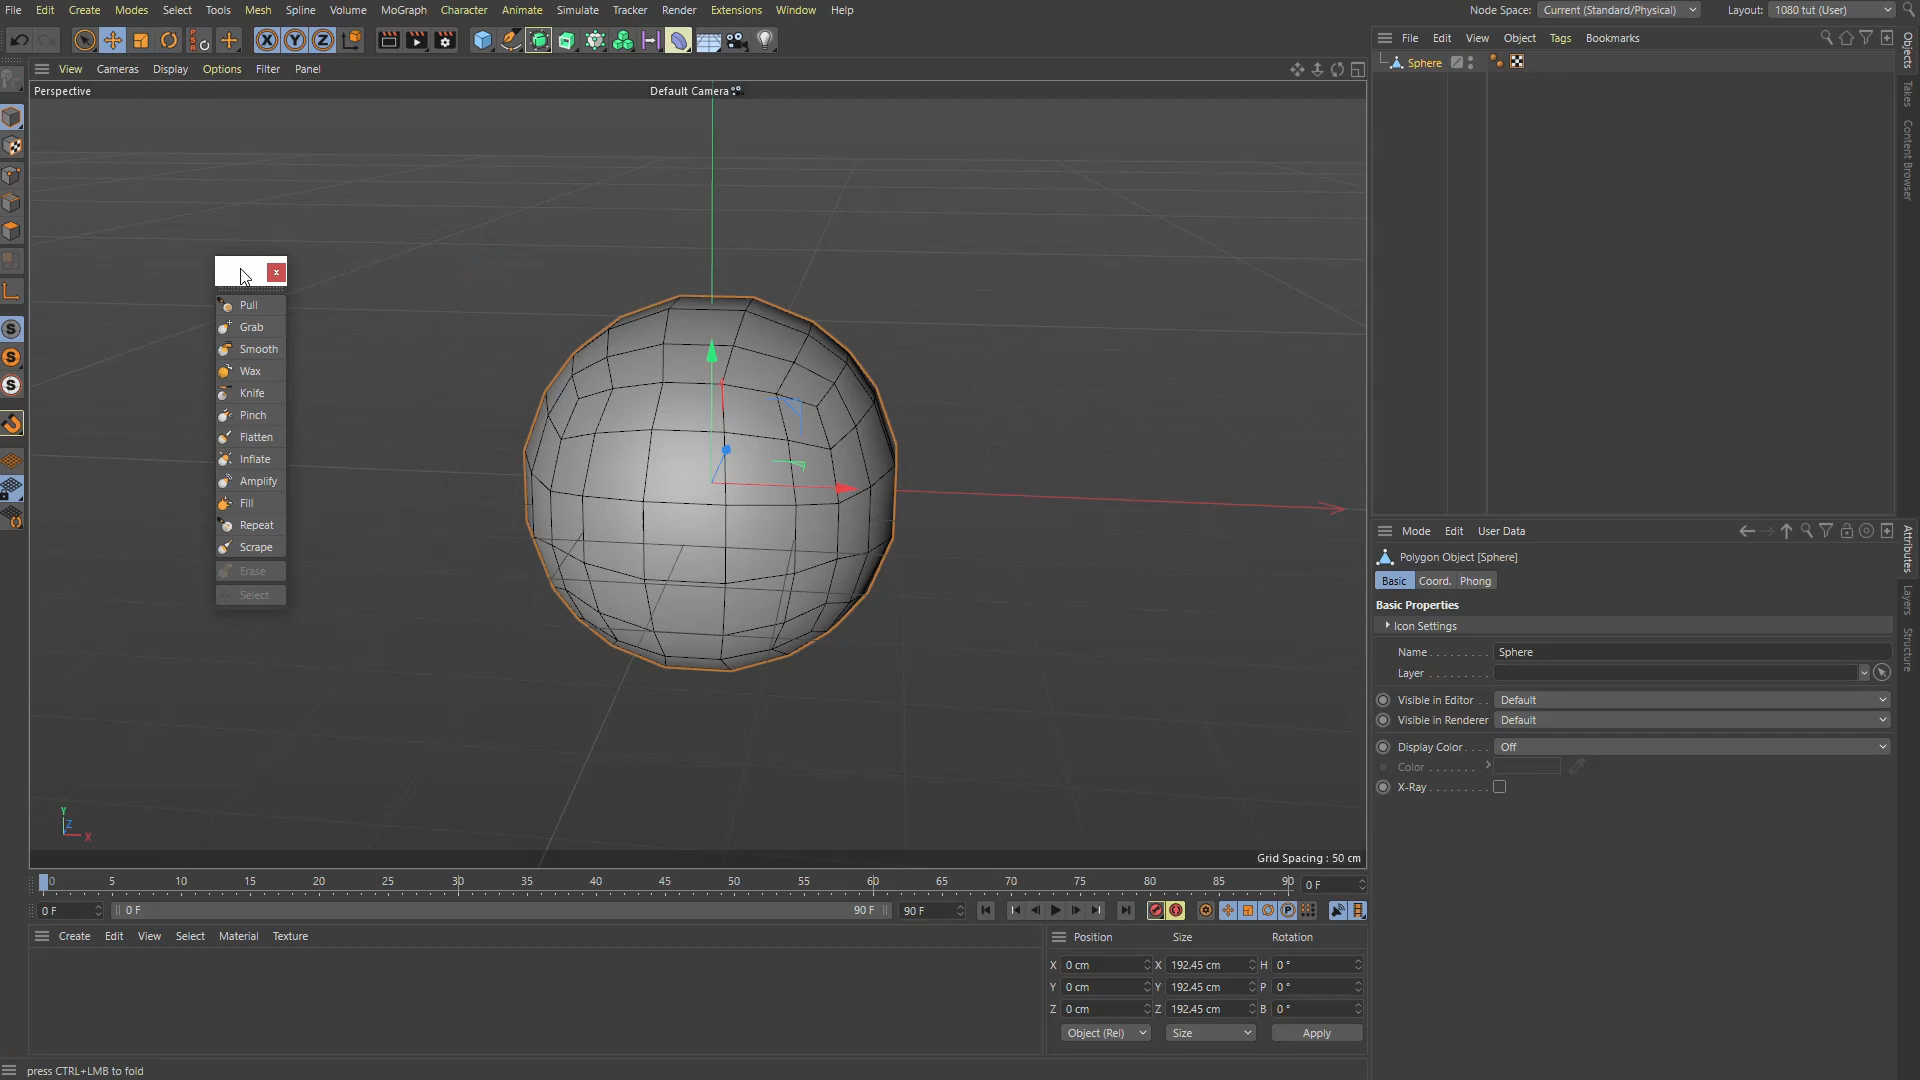 File Edit Create Modes Select Tools Mesh Spline Volume MoGraph Character Animate Simulate Tracker Render Extensions Window Help
Node Space: Current (Standard/Physical) Layout: 1080 tut (User)
View Cameras Display Options Filter Panel
Perspective
Default Camera
Pull
Grab
Smooth
Wax
Knife
Pinch
Flatten
Inflate
Amplify
Fill
Repeat
Scrape
Erase
Select
Y
Z
X
Grid Spacing : 50 cm
File Edit View Object Tags Bookmarks
Sphere
Objects
Takes
Content Browser
Mode Edit User Data
Polygon Object [Sphere]
Basic Coord. Phong
Basic Properties
Icon Settings
Name . . . . . . . . . Sphere
Layer . . . . . . . . .
Visible in Editor . . Default
Visible in Renderer Default
Display Color . . . . Off
Color . . . . . . .
X-Ray . . . . . . . . .
Attributes
Layers
Structure
0 5 10 15 20 25 30 35 40 45 50 55 60 65 70 75 80 85 90 0 F
0 F 0 F 90 F 90 F
Create Edit View Select Material Texture
Position Size Rotation
X 0 cm X 192.45 cm H 0 °
Y 0 cm Y 192.45 cm P 0 °
Z 0 cm Z 192.45 cm B 0 °
Object (Rel) Size Apply
press CTRL+LMB to fold